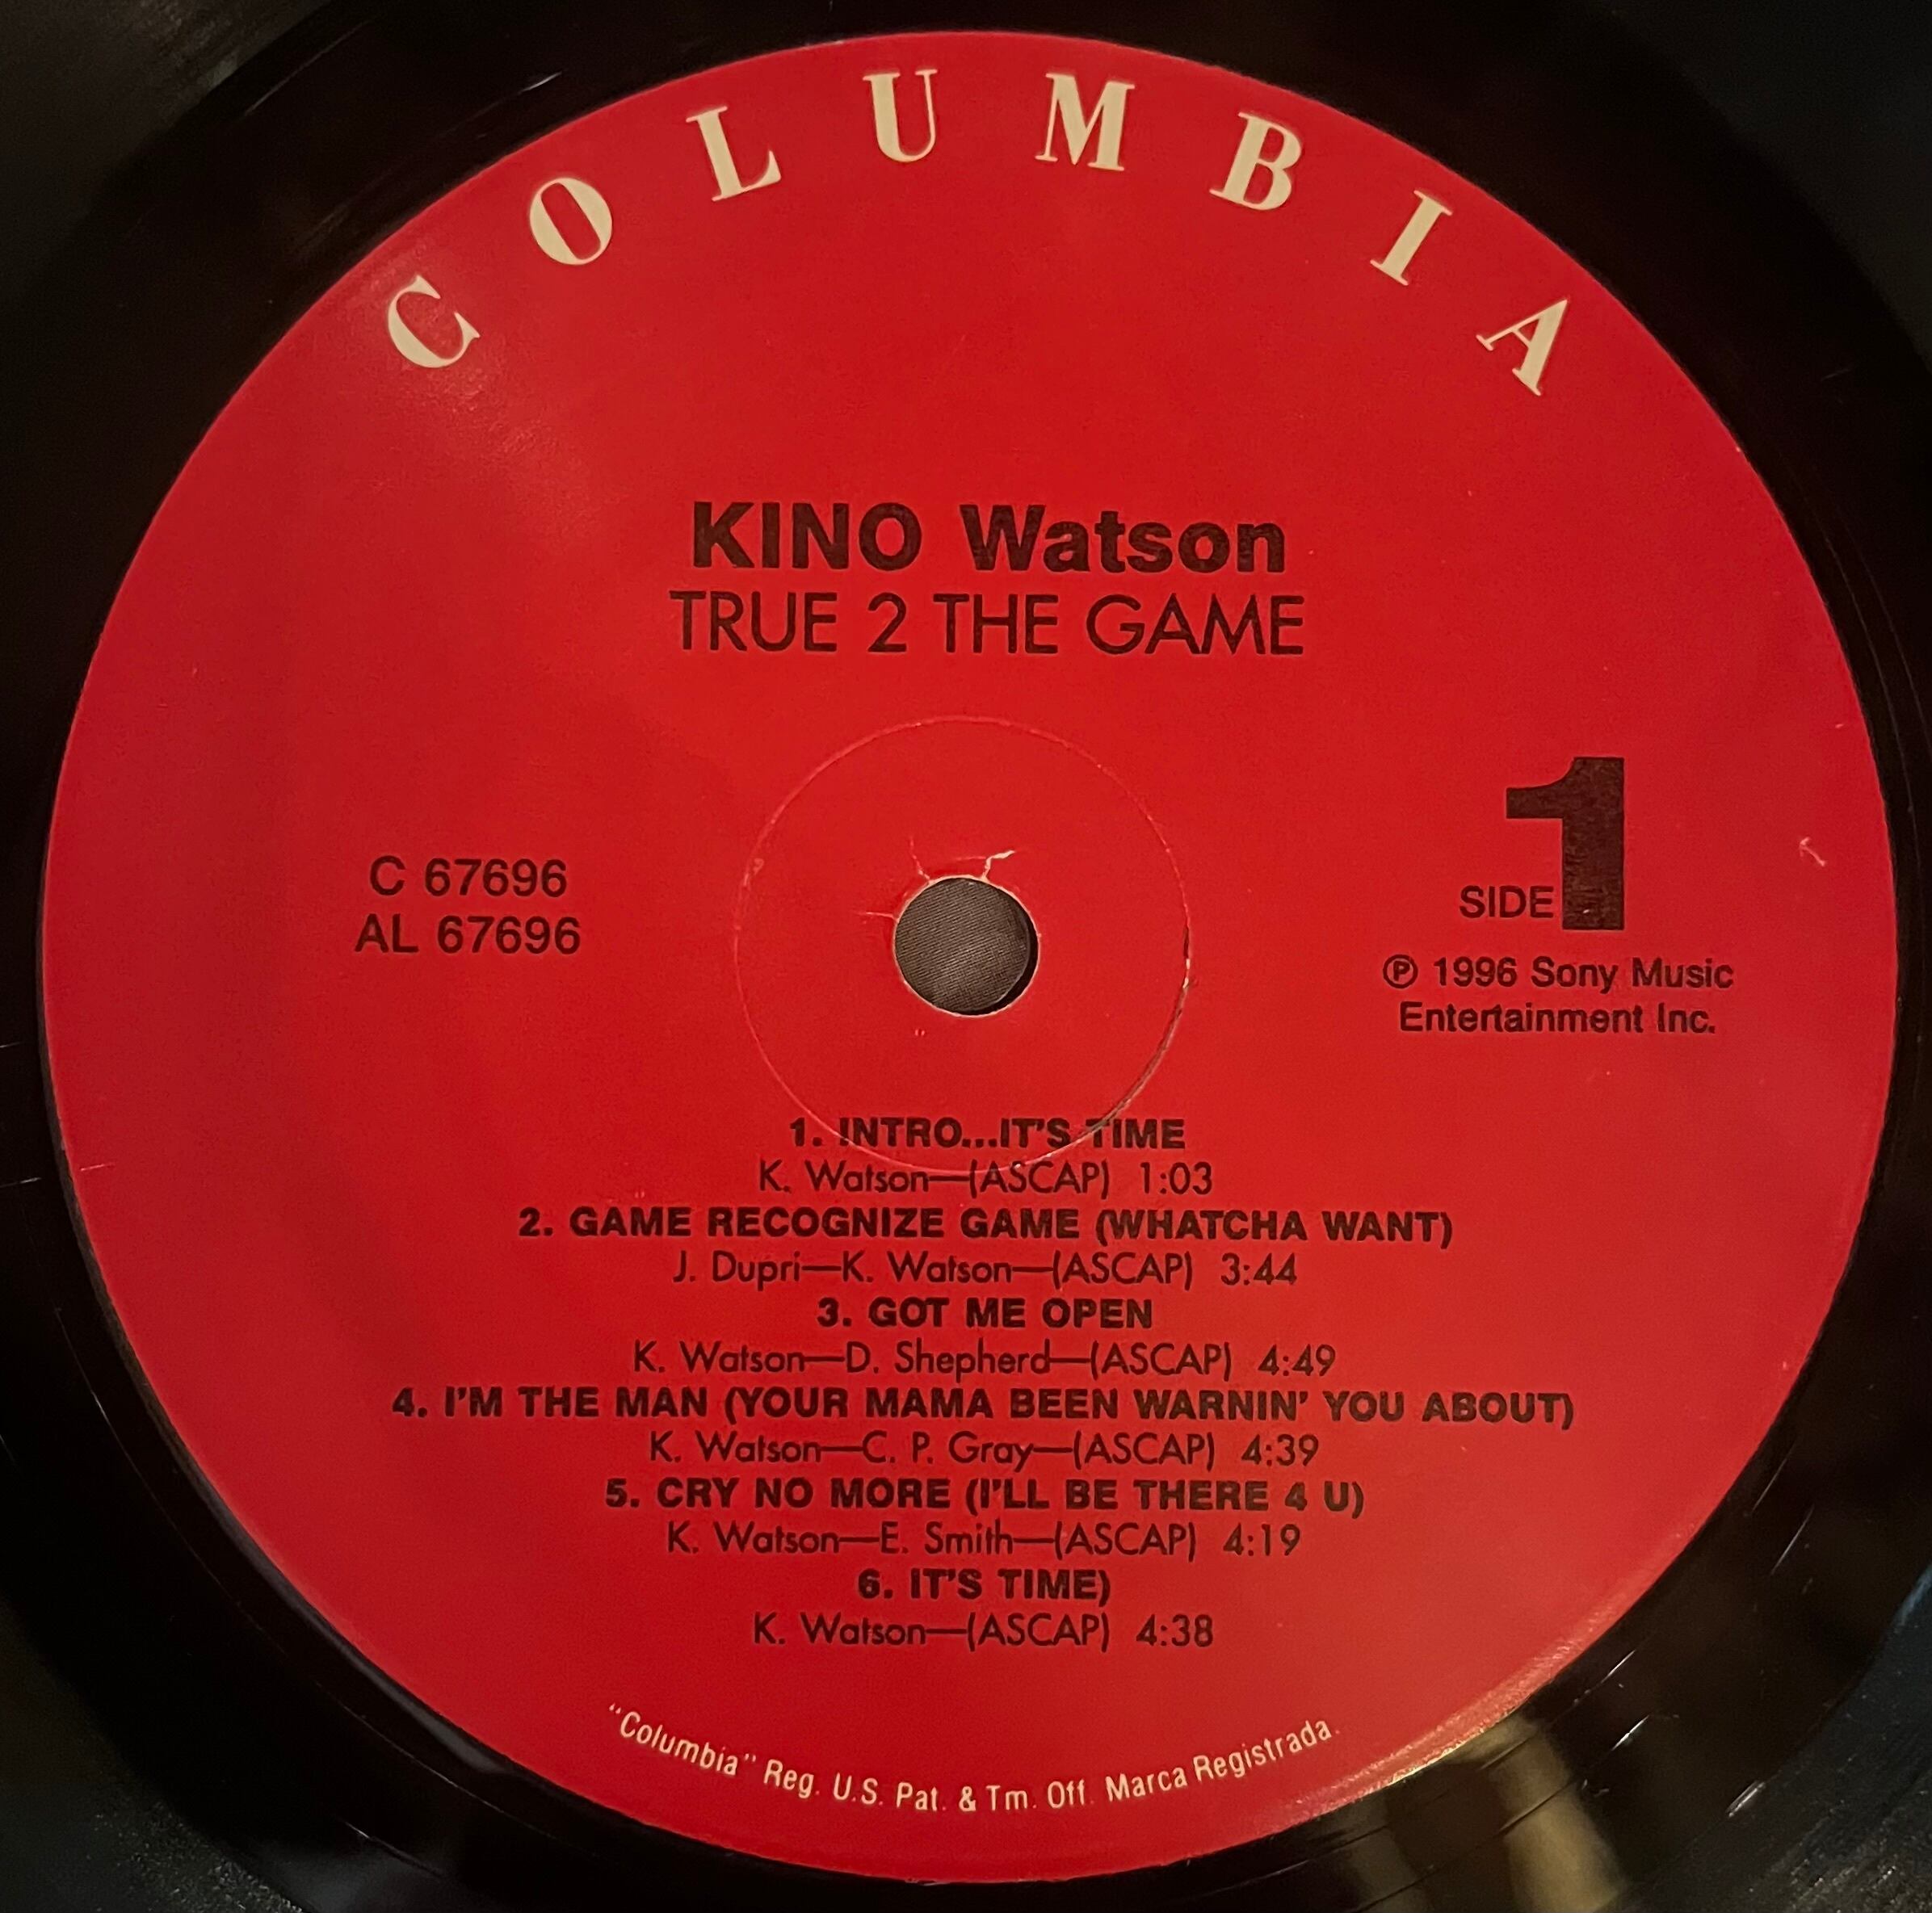 COLUMBIA
KINO Watson
TRUE 2 THE GAME
C 67696
AL 67696
SIDE 1
℗ 1996 Sony Music
Entertainment Inc.
1. INTRO...IT'S TIME
K. Watson—(ASCAP) 1:03
2. GAME RECOGNIZE GAME (WHATCHA WANT)
J. Dupri—K. Watson—(ASCAP) 3:44
3. GOT ME OPEN
K. Watson—D. Shepherd—(ASCAP) 4:49
4. I'M THE MAN (YOUR MAMA BEEN WARNIN' YOU ABOUT)
K. Watson—C. P. Gray—(ASCAP) 4:39
5. CRY NO MORE (I'LL BE THERE 4 U)
K. Watson—E. Smith—(ASCAP) 4:19
6. IT'S TIME)
K. Watson—(ASCAP) 4:38
"Columbia" Reg. U.S. Pat. & Tm. Off. Marca Registrada.